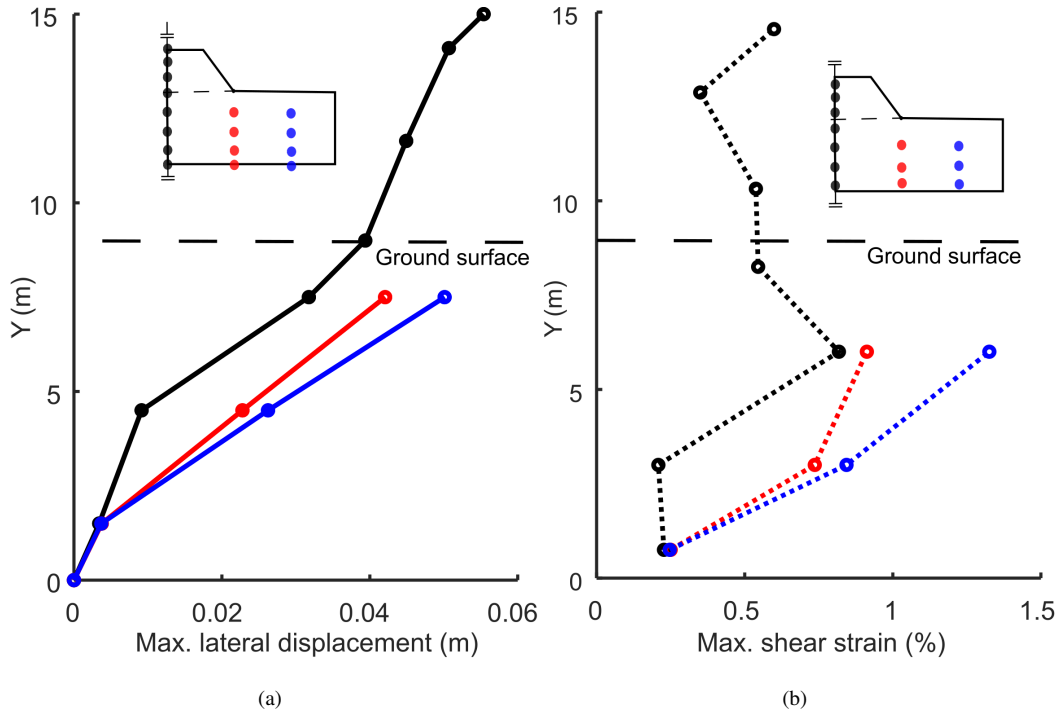 15
10
5
0
Y (m)
Ground surface
0
0.02
0.04
0.06
Max. lateral displacement (m)
(a)
15
10
5
0
Y (m)
Ground surface
0
0.5
1
1.5
Max. shear strain (%)
(b)